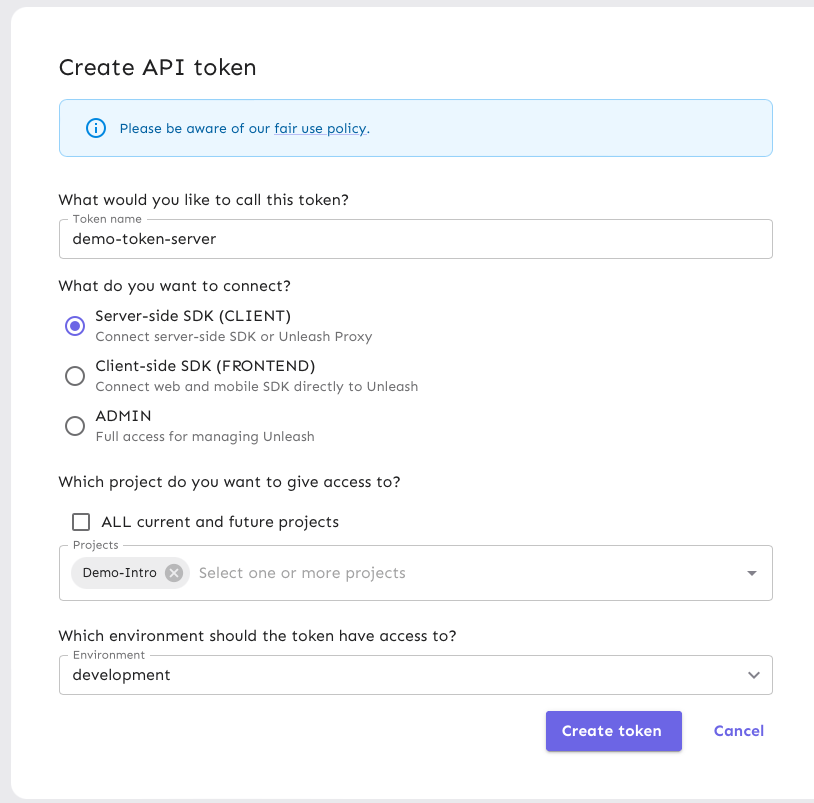 Create API token
Please be aware of our fair use policy.
What would you like to call this token?
Token name
demo-token-server
What do you want to connect?
Server-side SDK (CLIENT)
Connect server-side SDK or Unleash Proxy
Client-side SDK (FRONTEND)
Connect web and mobile SDK directly to Unleash
ADMIN
Full access for managing Unleash
Which project do you want to give access to?
ALL current and future projects
Projects
Demo-Intro Select one or more projects
Which environment should the token have access to?
Environment
development
Create token Cancel